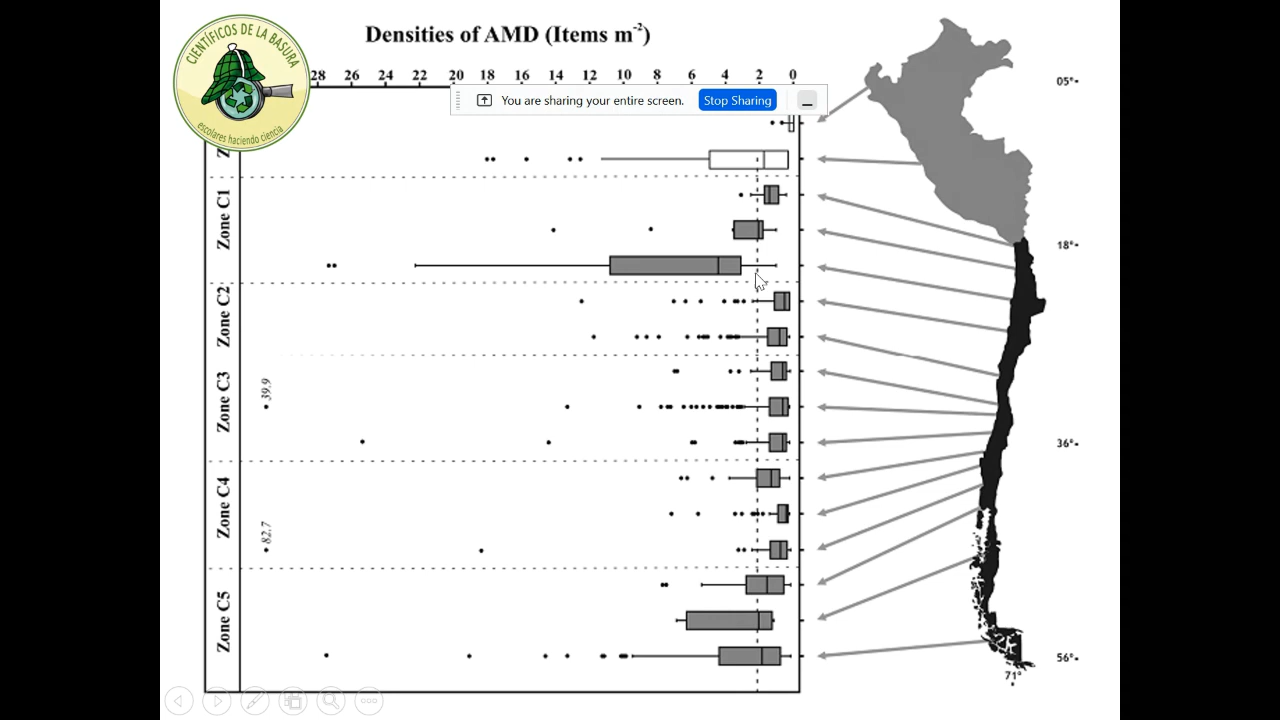 Densities of AMD (Items m⁻²)
CIENTÍFICOS DE LA BASURA
escolares haciendo ciencia
28 26 24 22 20 18 16 14 12 10 8 6 4 2 0
You are sharing your entire screen.
Stop Sharing
05°
Z
Zone C1
18°
Zone C2
Zone C3
39.9
36°
Zone C4
82.7
Zone C5
56°
71°